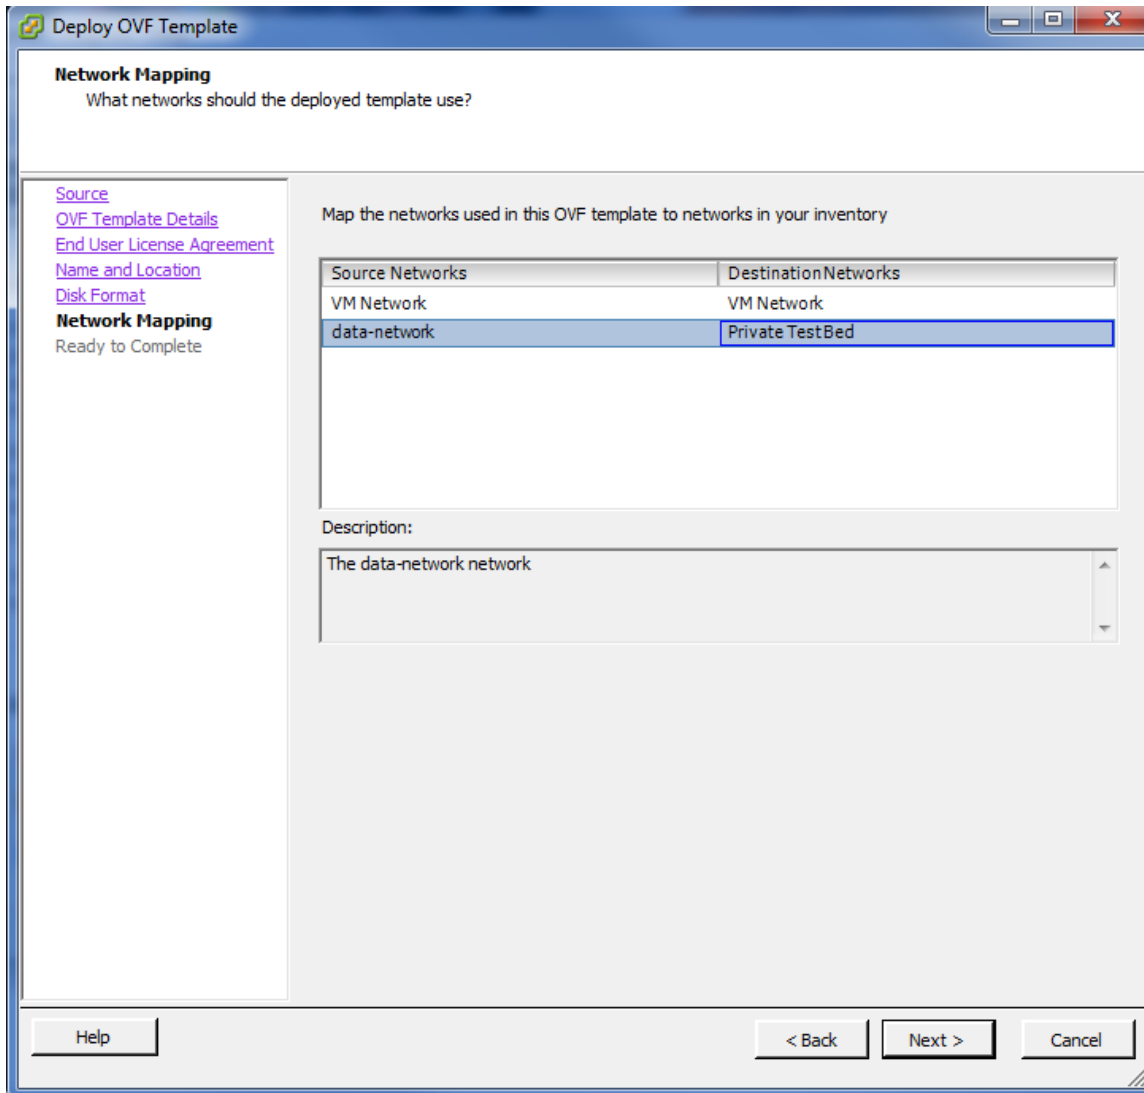 Deploy OVF Template
Network Mapping
What networks should the deployed template use?
Source
OVF Template Details
End User License Agreement
Name and Location
Disk Format
Network Mapping
Ready to Complete
Map the networks used in this OVF template to networks in your inventory
Source Networks Destination Networks
VM Network VM Network
data-network Private TestBed
Description:
The data-network network
Help < Back Next > Cancel